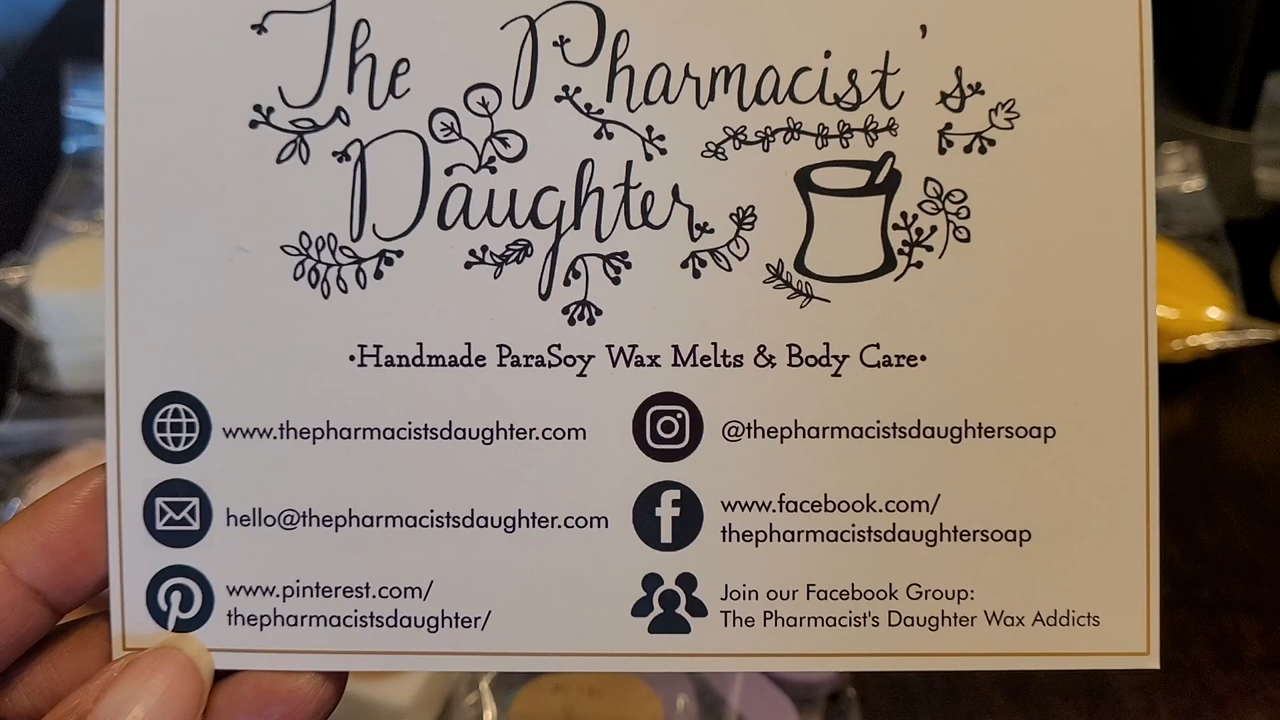 The Pharmacist's
Daughter
•Handmade ParaSoy Wax Melts & Body Care•
www.thepharmacistsdaughter.com
@thepharmacistsdaughtersoap
hello@thepharmacistsdaughter.com
www.facebook.com/
thepharmacistsdaughtersoap
www.pinterest.com/
thepharmacistsdaughter/
Join our Facebook Group:
The Pharmacist's Daughter Wax Addicts